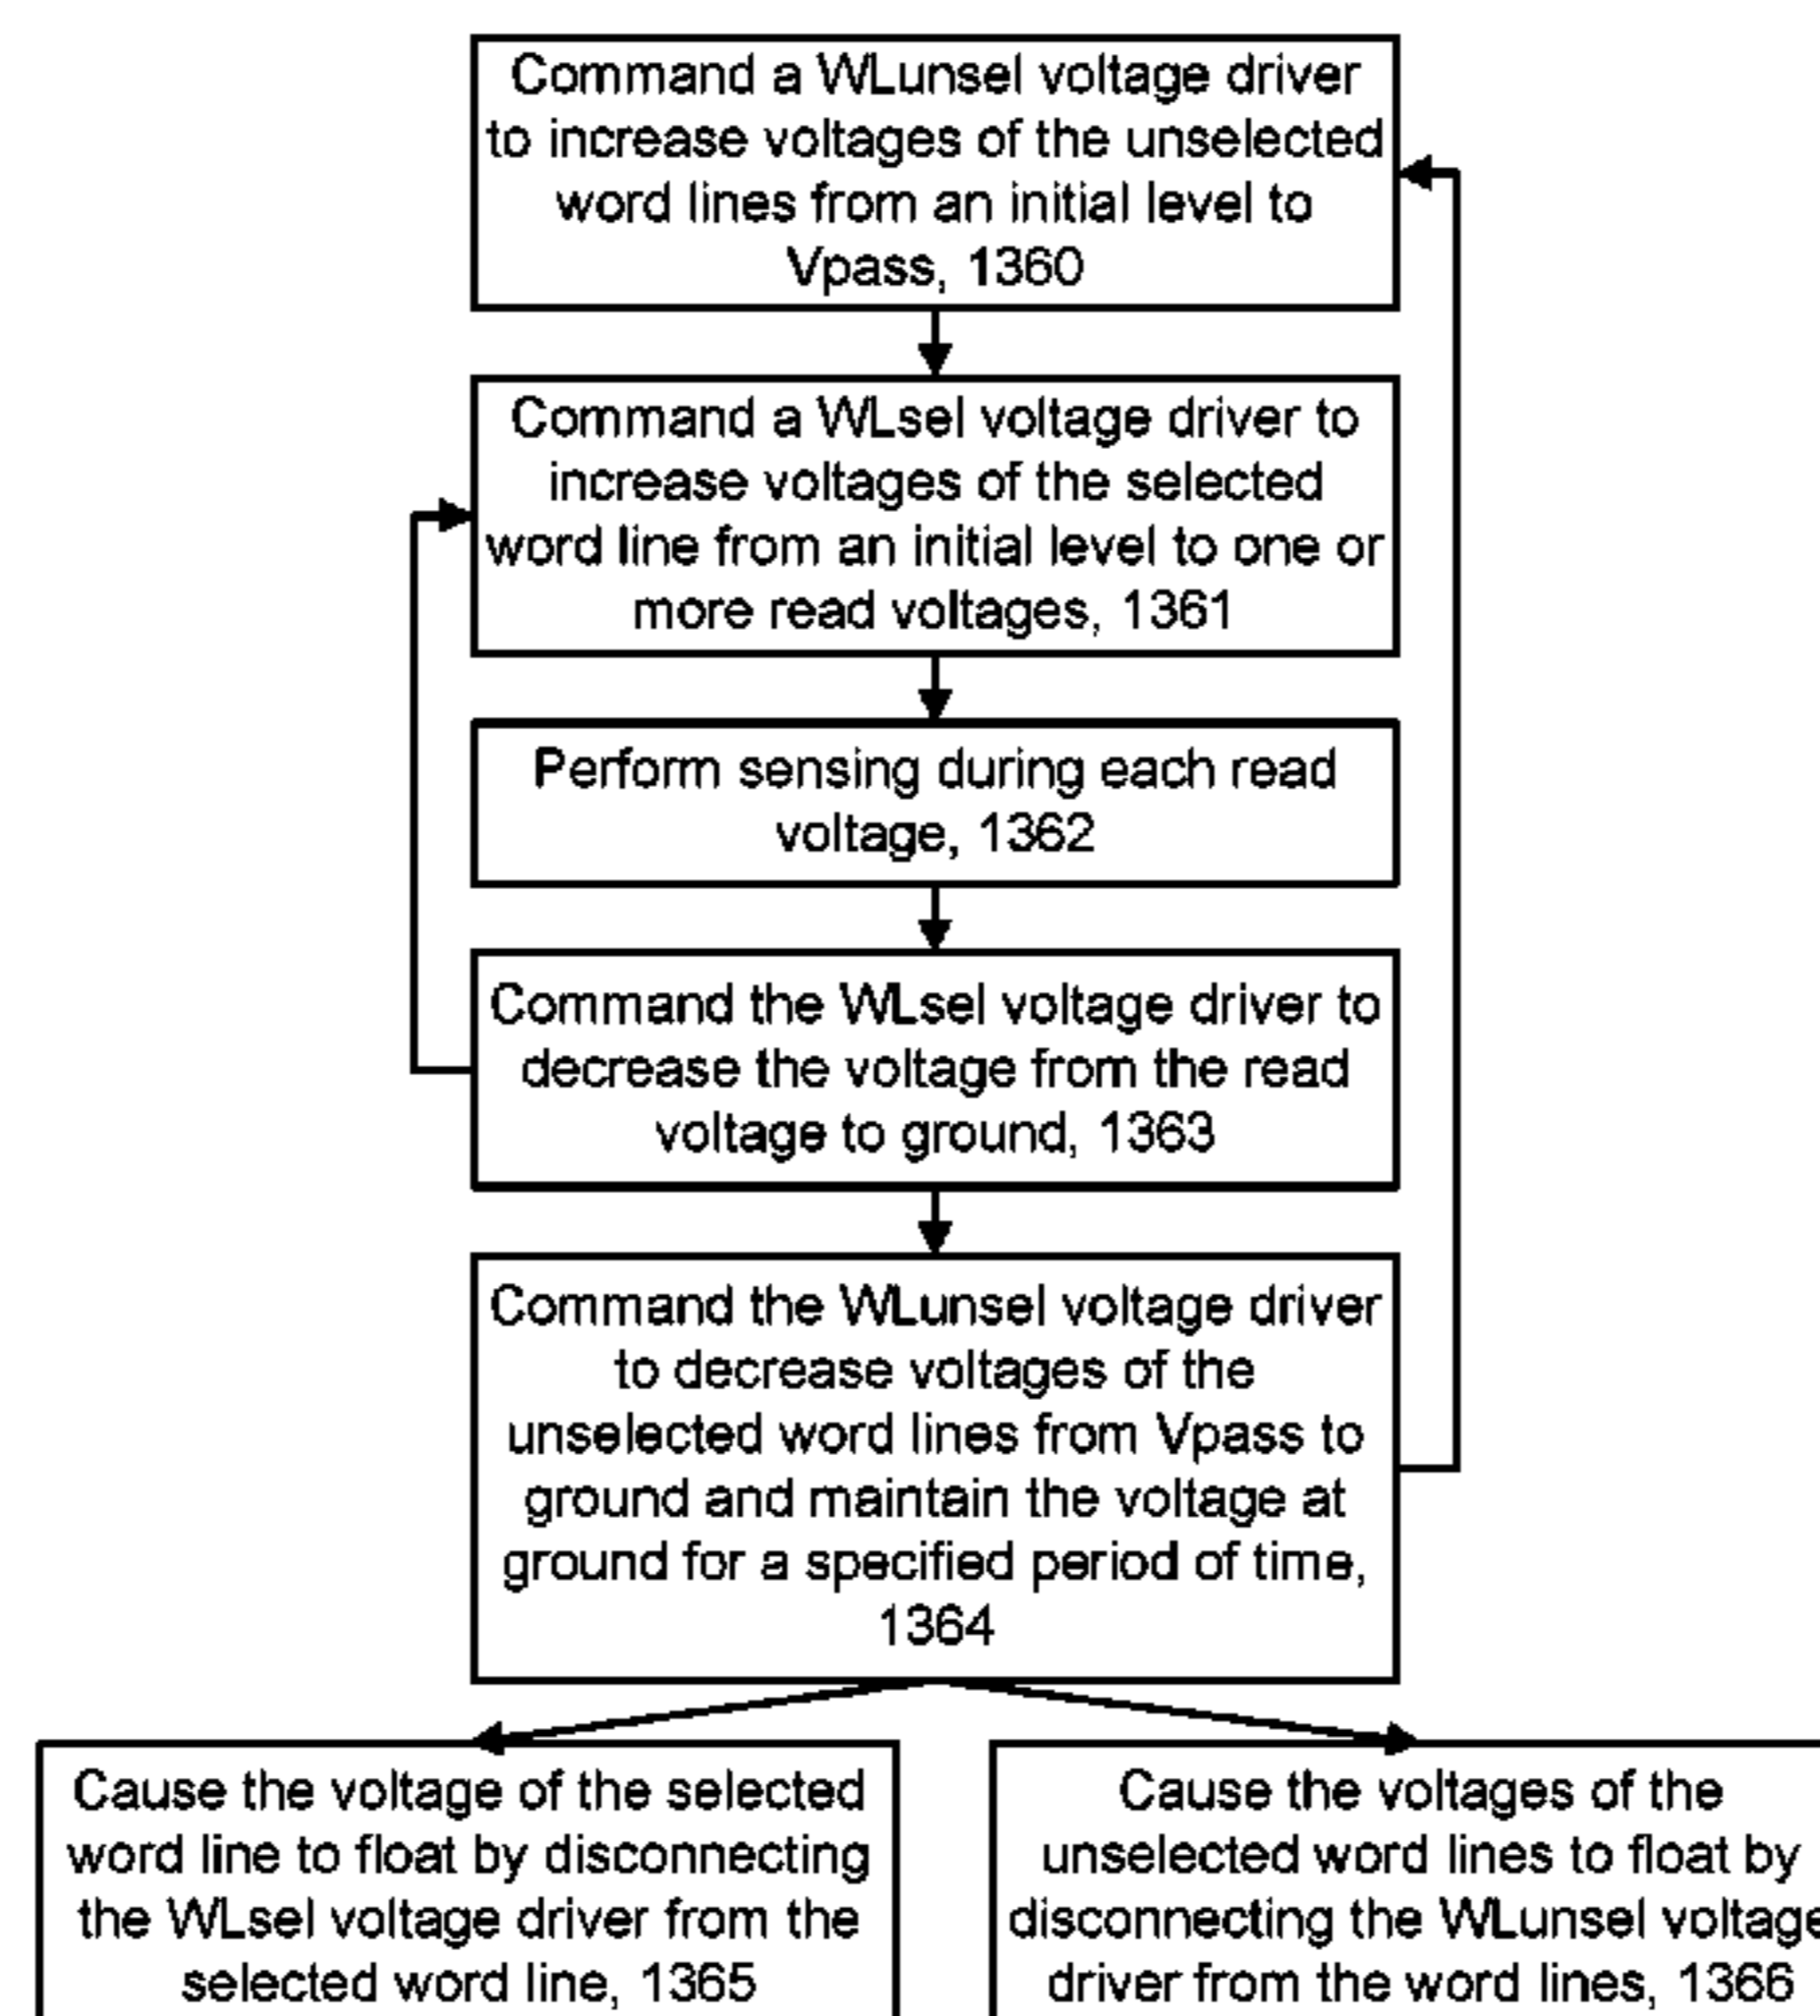 Command a WLunsel voltage driver
to increase voltages of the unselected
word lines from an initial level to
Vpass, 1360
Command a WLsel voltage driver to
increase voltages of the selected
word line from an initial level to one or
more read voltages, 1361
Perform sensing during each read
voltage, 1362
Command the WLsel voltage driver to
decrease the voltage from the read
voltage to ground, 1363
Command the WLunsel voltage driver
to decrease voltages of the
unselected word lines from Vpass to
ground and maintain the voltage at
ground for a specified period of time,
1364
Cause the voltage of the selected
word line to float by disconnecting
the WLsel voltage driver from the
selected word line, 1365
Cause the voltages of the
unselected word lines to float by
disconnecting the WLunsel voltage
driver from the word lines, 1366